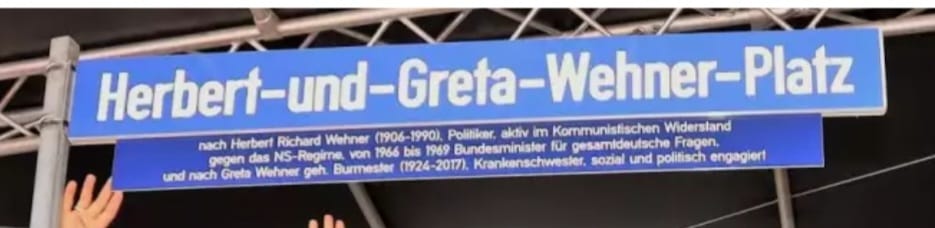 Herbert-und-Greta-Wehner-Platz
nach Herbert Richard Wehner (1906-1990), Politiker, aktiv im Kommunistischen Widerstand
gegen das NS-Regime, von 1966 bis 1969 Bundesminister für gesamtdeutsche Fragen,
und nach Greta Wehner geh. Burmester (1924-2017), Krankenschwester, sozial und politisch engagiert